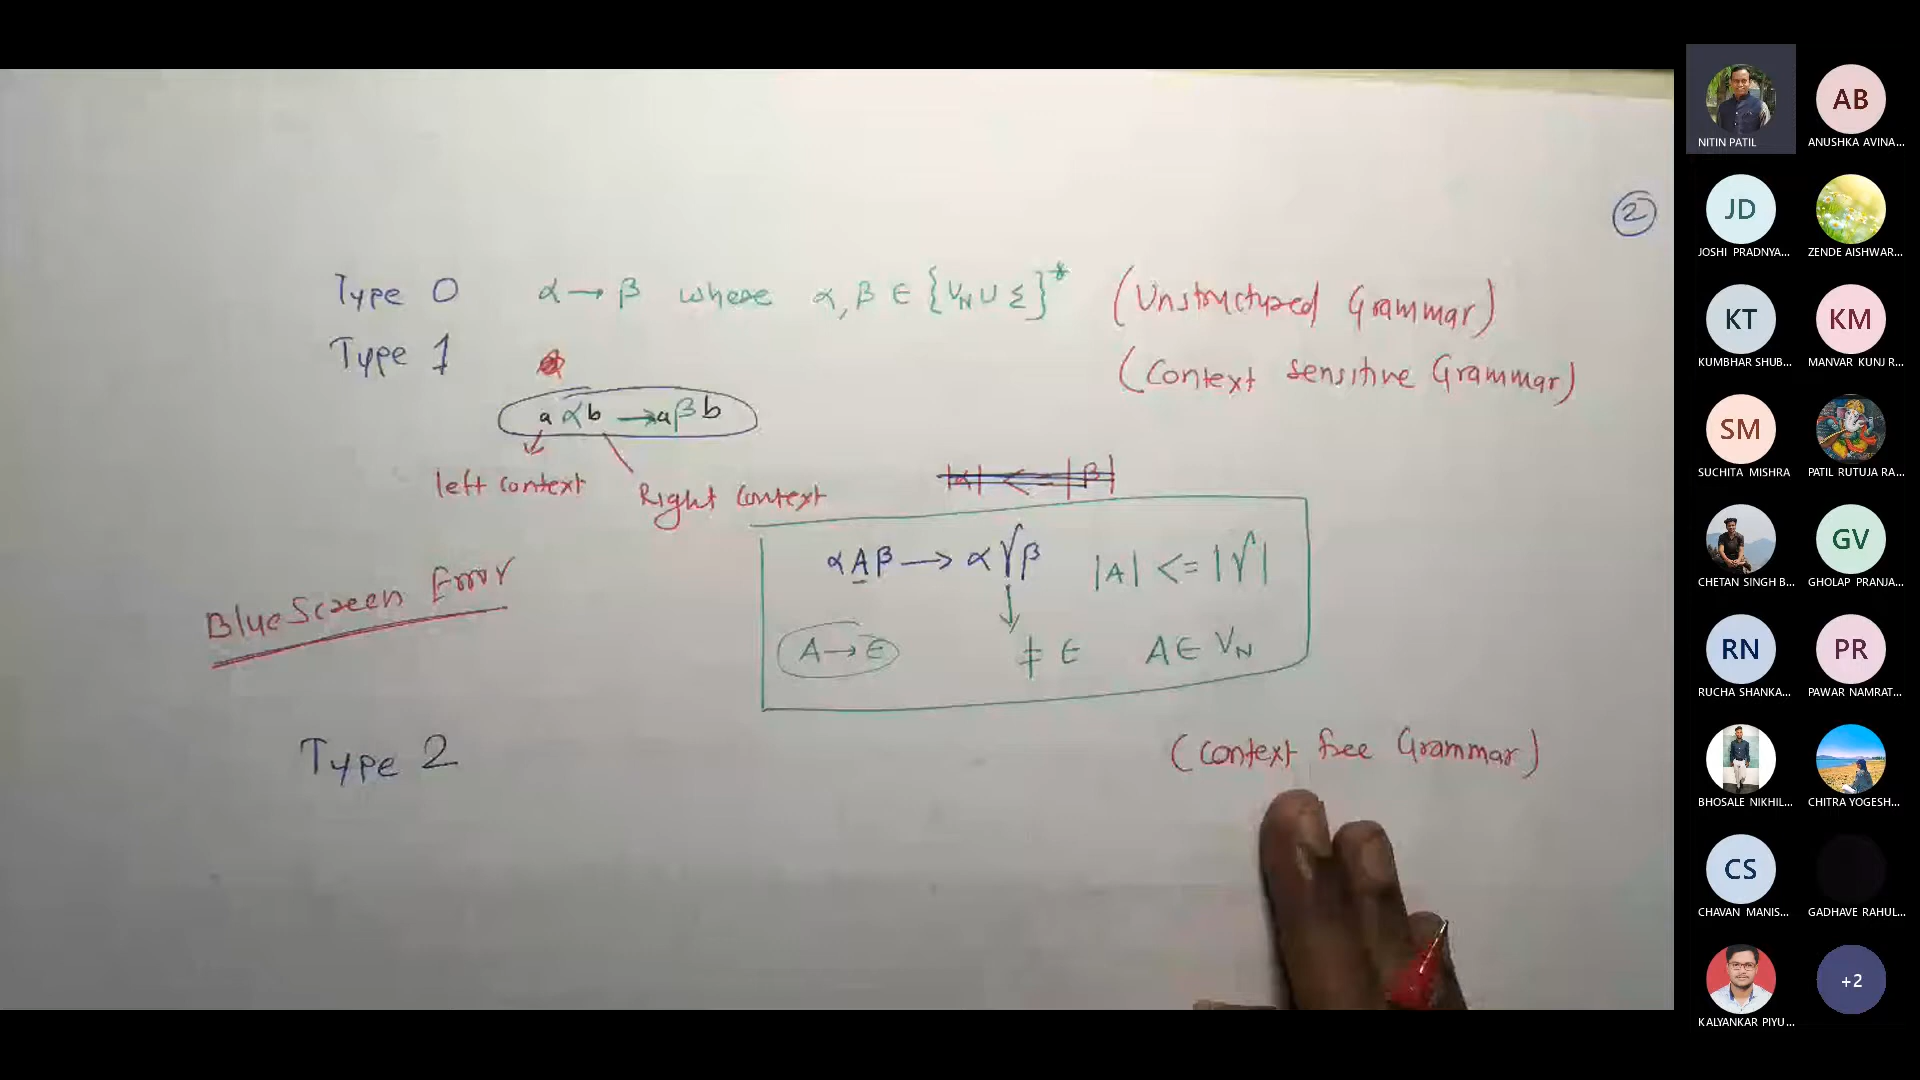 ②
Type 0 α → β where α, β ∈ {V_N ∪ Σ}* (Unstructured Grammar)
Type 1 (Context Sensitive Grammar)
a α b → a β b
left context Right Context
α A β → α γ β |A| <= |γ|
Blue Screen Error
A → ∈ ≠ ∈ A ∈ V_N
Type 2 (Context free Grammar)
NITIN PATIL
AB
ANUSHKA AVINA...
JD
JOSHI PRADNYA...
ZENDE AISHWAR...
KT
KUMBHAR SHUB...
KM
MANVAR KUNJ R...
SM
SUCHITA MISHRA
PATIL RUTUJA RA...
CHETAN SINGH B...
GV
GHOLAP PRANJA...
RN
RUCHA SHANKA...
PR
PAWAR NAMRAT...
BHOSALE NIKHIL...
CHITRA YOGESH...
CS
CHAVAN MANIS...
GADHAVE RAHUL...
KALYANKAR PIYU...
+2